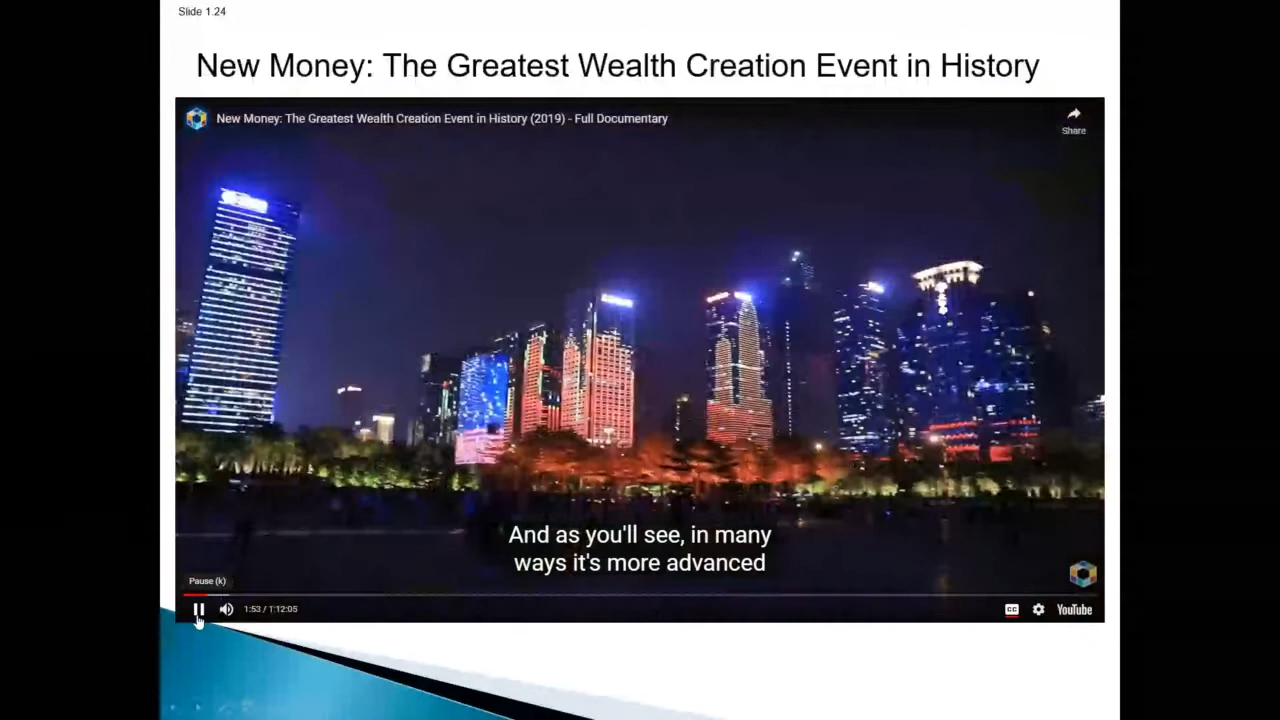 Slide 1.24
New Money: The Greatest Wealth Creation Event in History
New Money: The Greatest Wealth Creation Event in History (2019) - Full Documentary
Share
And as you'll see, in many
ways it's more advanced
Pause (k)
1:53 / 1:12:05
CC
YouTube